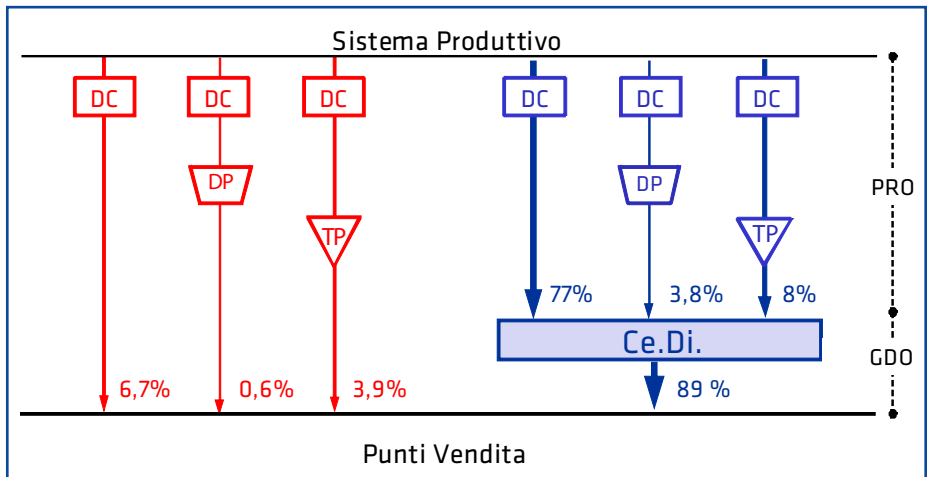 Sistema Produttivo
DC DC DC DC DC DC
DP DP
PRO
TP TP
77% 3,8% 8%
Ce.Di.
GDO
6,7% 0,6% 3,9% 89 %
Punti Vendita